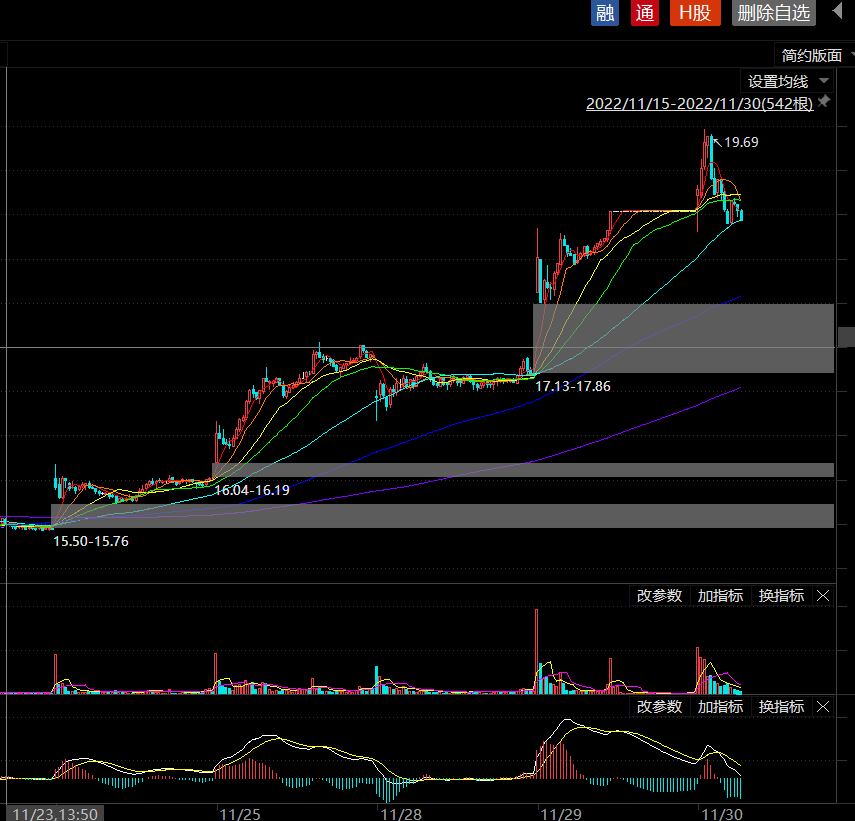 融 通 H股 删除自选
简约版面
设置均线
2022/11/15-2022/11/30(542根)
19.69
17.13-17.86
16.04-16.19
15.50-15.76
改参数 加指标 换指标
改参数 加指标 换指标
11/23,13:50 11/25 11/28 11/29 11/30